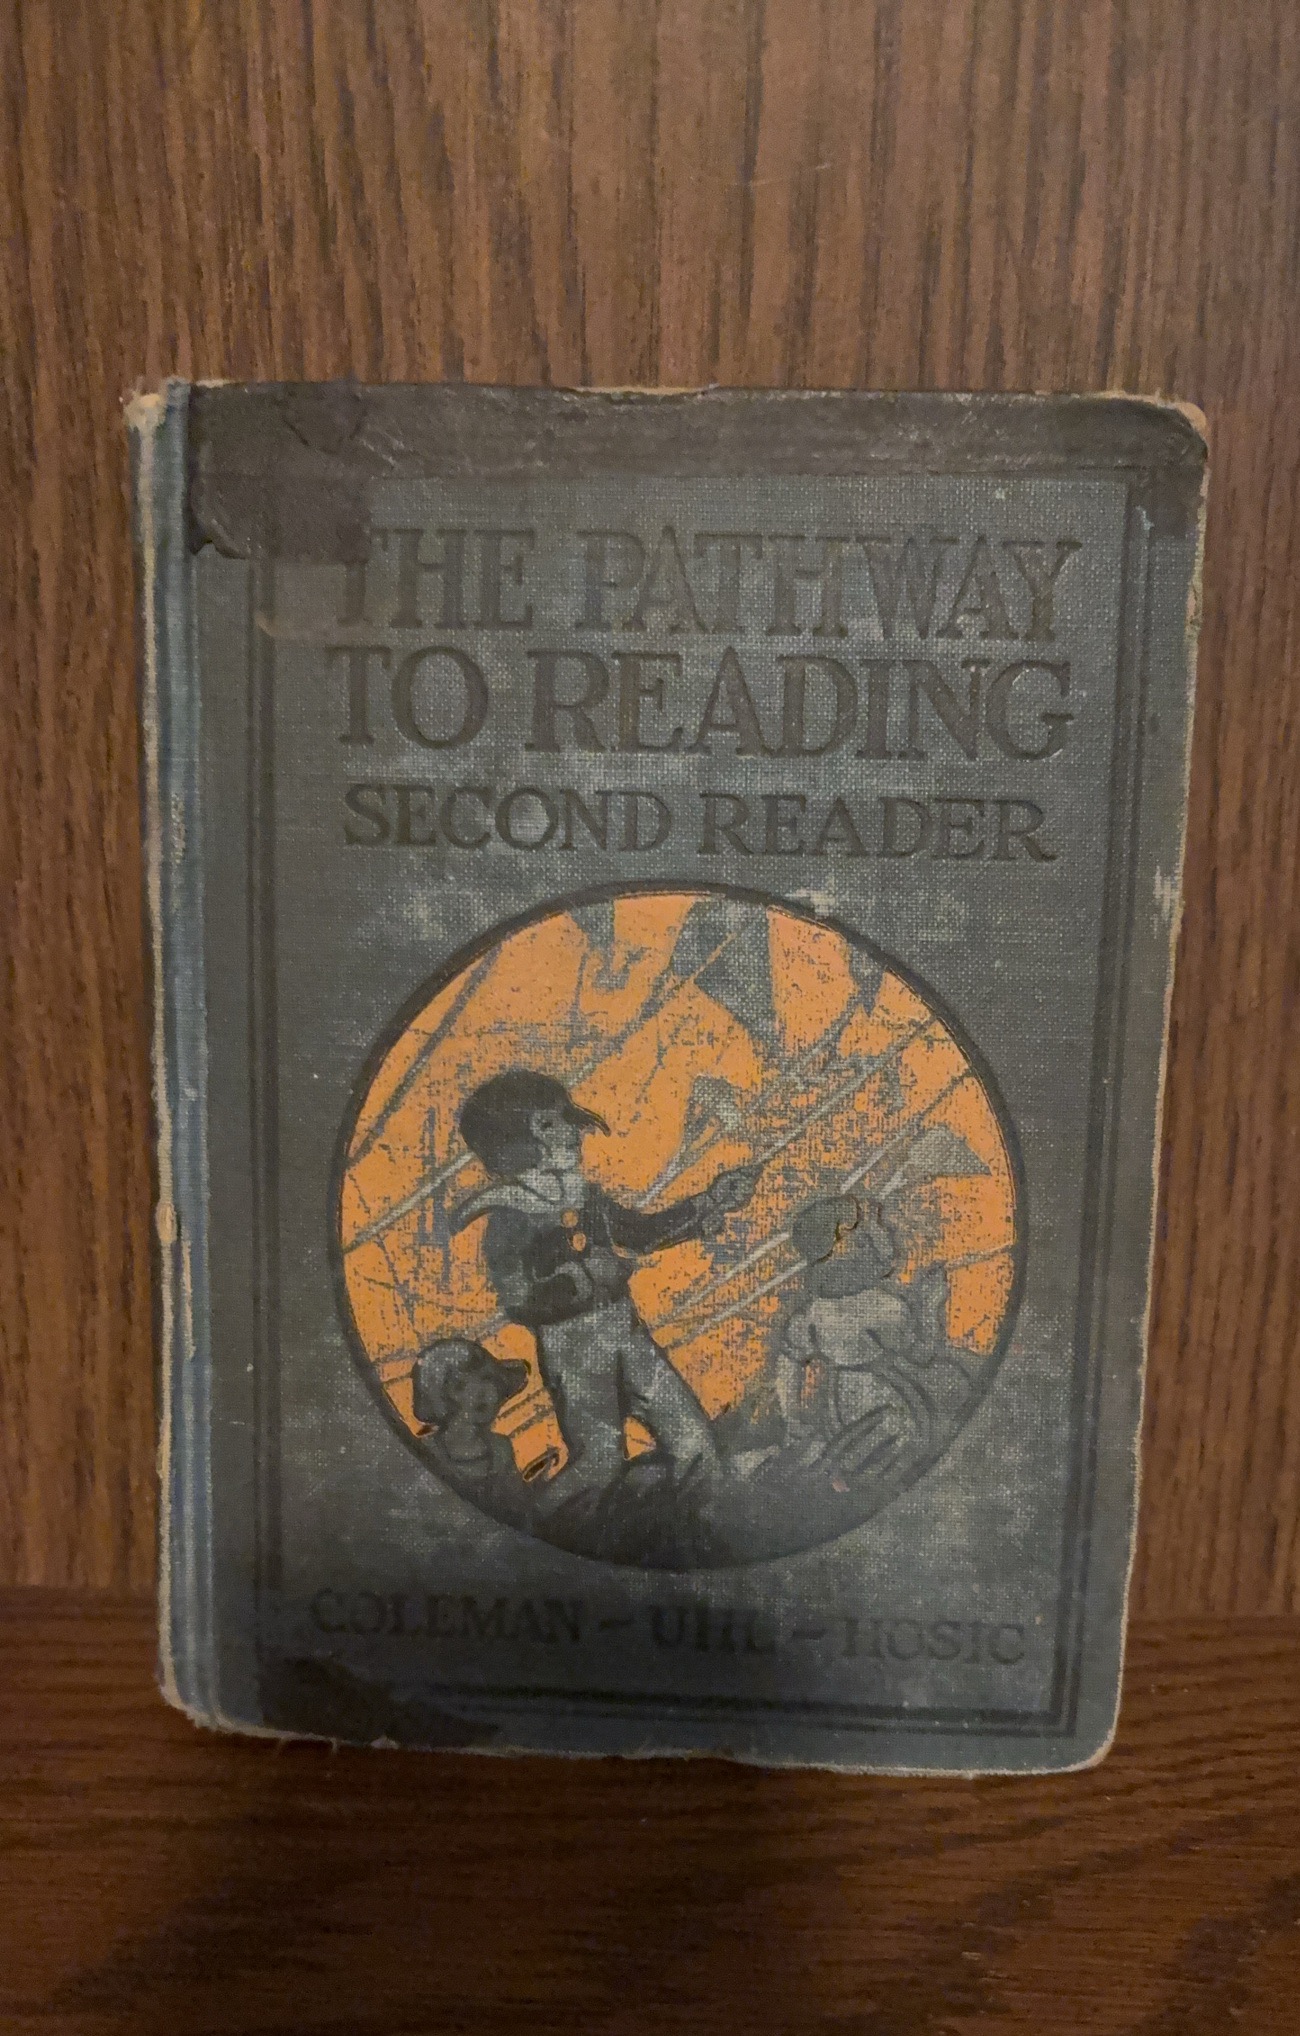 THE PATHWAY
TO READING
SECOND READER
COLEMAN - UHL - HOSIC